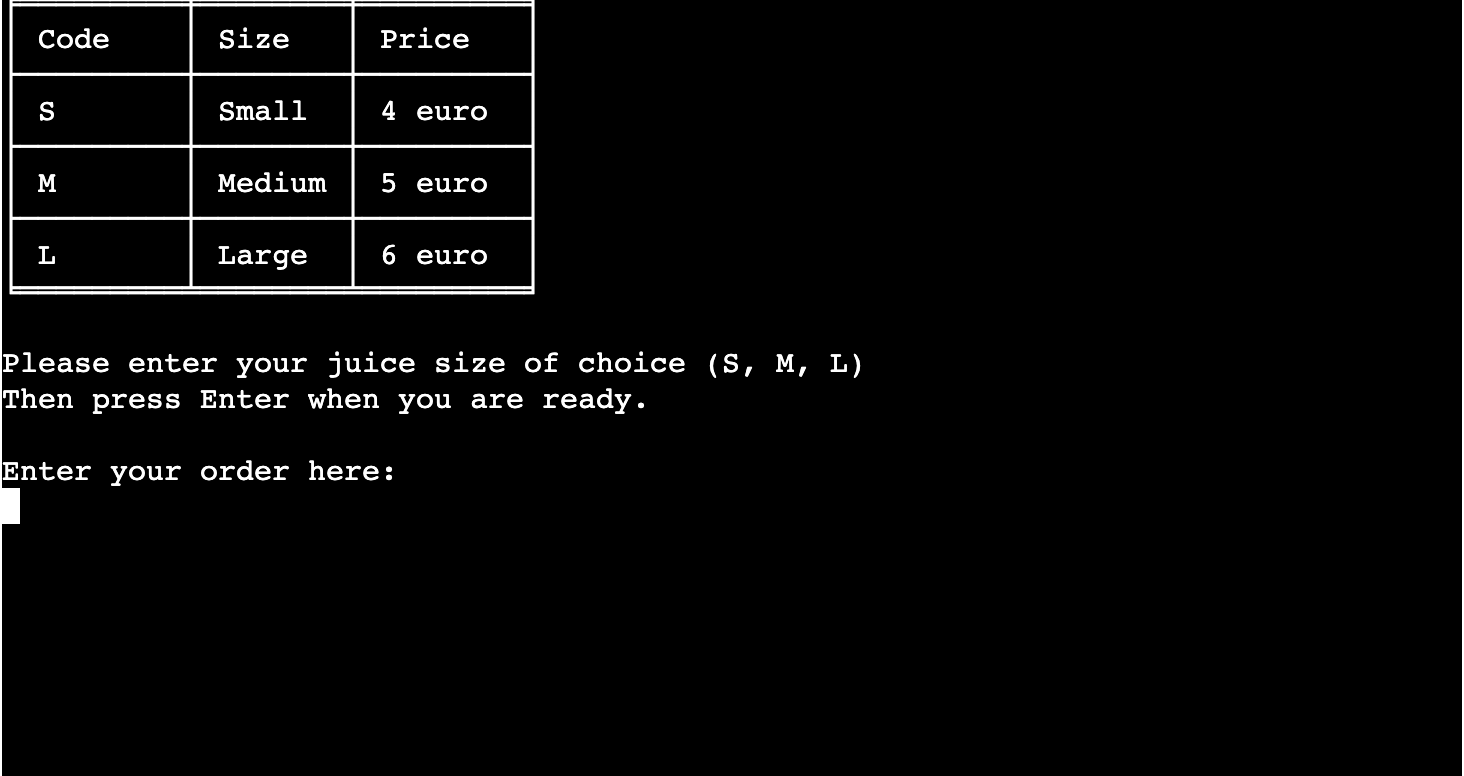 Code Size Price
S Small 4 euro
M Medium 5 euro
L Large 6 euro
Please enter your juice size of choice (S, M, L)
Then press Enter when you are ready.
Enter your order here: